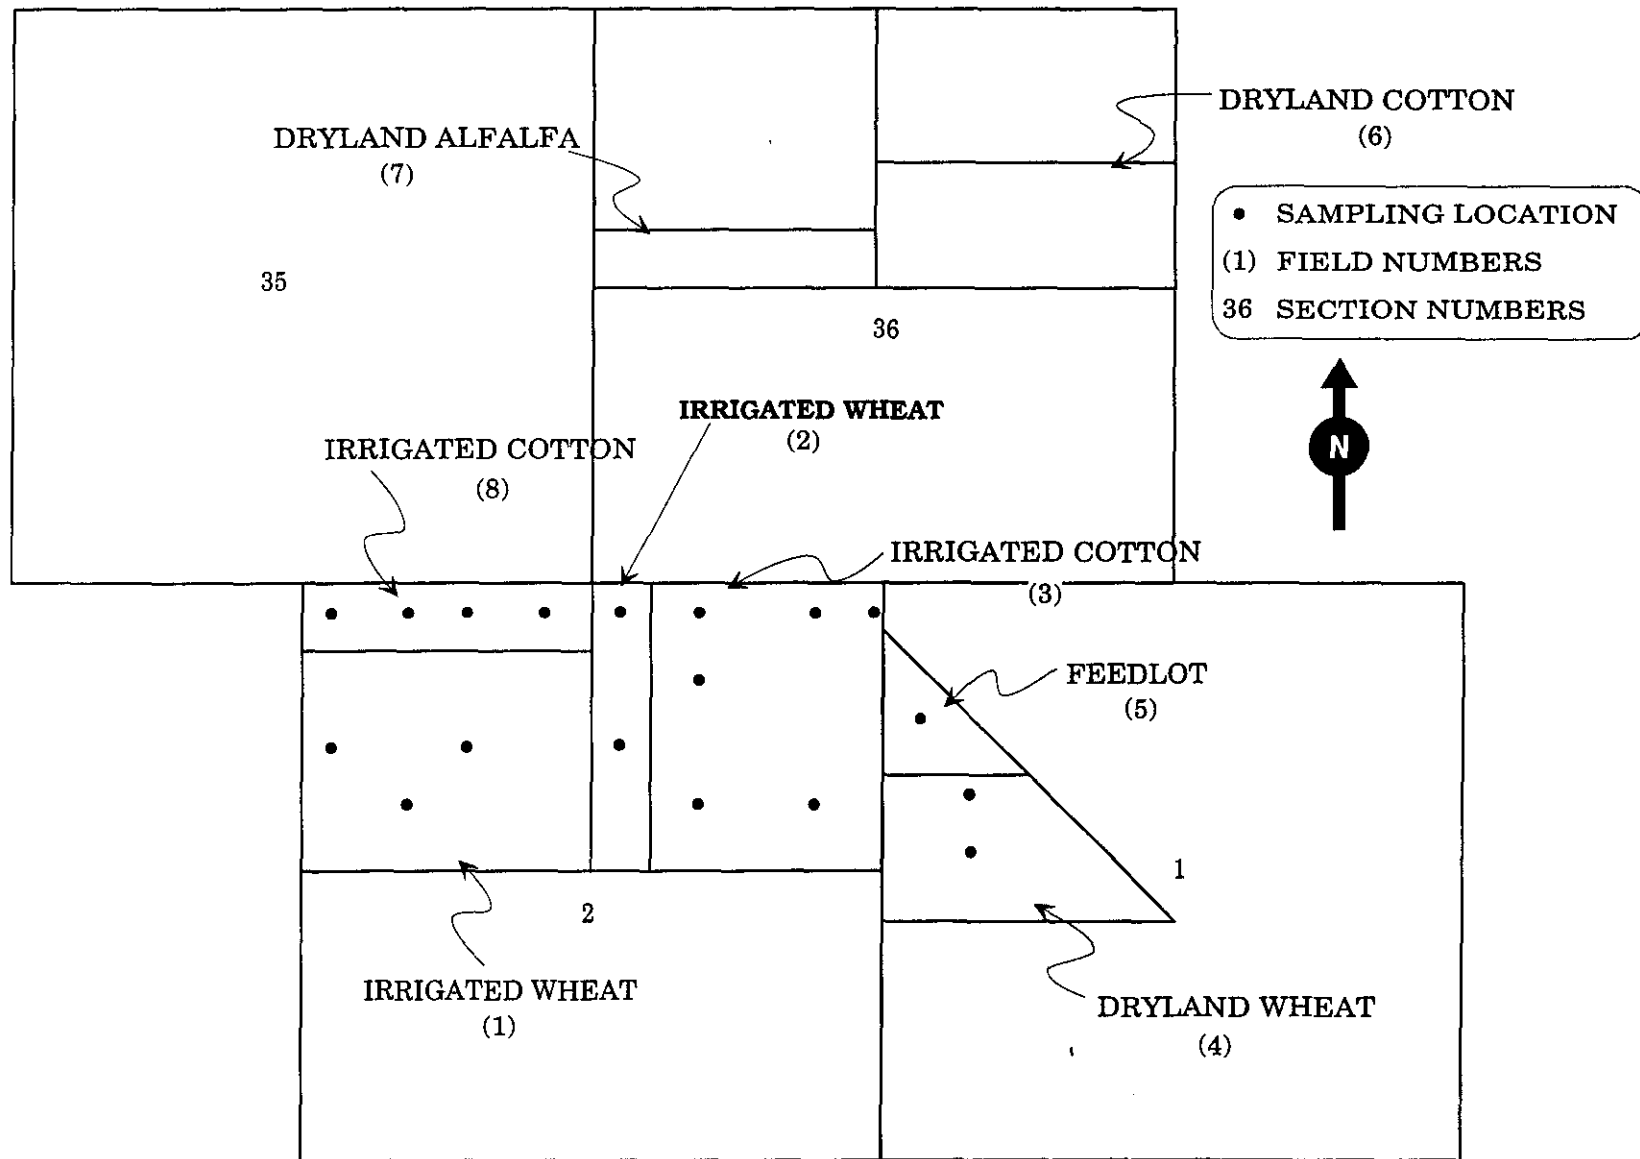 DRYLAND COTTON
(6)
DRYLAND ALFALFA
(7)
• SAMPLING LOCATION
(1) FIELD NUMBERS
36 SECTION NUMBERS
35
36
N
IRRIGATED WHEAT
(2)
IRRIGATED COTTON
(8)
IRRIGATED COTTON
(3)
FEEDLOT
(5)
1
2
IRRIGATED WHEAT
(1)
DRYLAND WHEAT
(4)